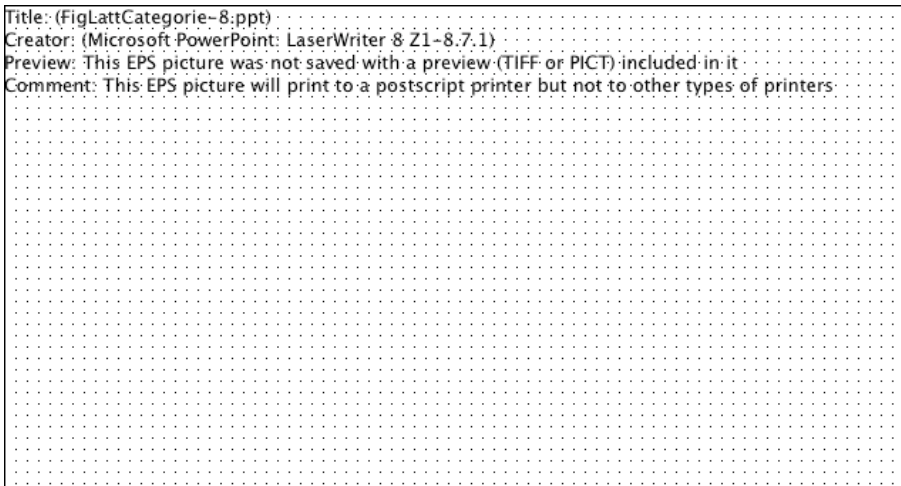 Title: (FigLattCategorie-8.ppt)
Creator: (Microsoft PowerPoint: LaserWriter 8 Z1-8.7.1)
Preview: This EPS picture was not saved with a preview (TIFF or PICT) included in it
Comment: This EPS picture will print to a postscript printer but not to other types of printers